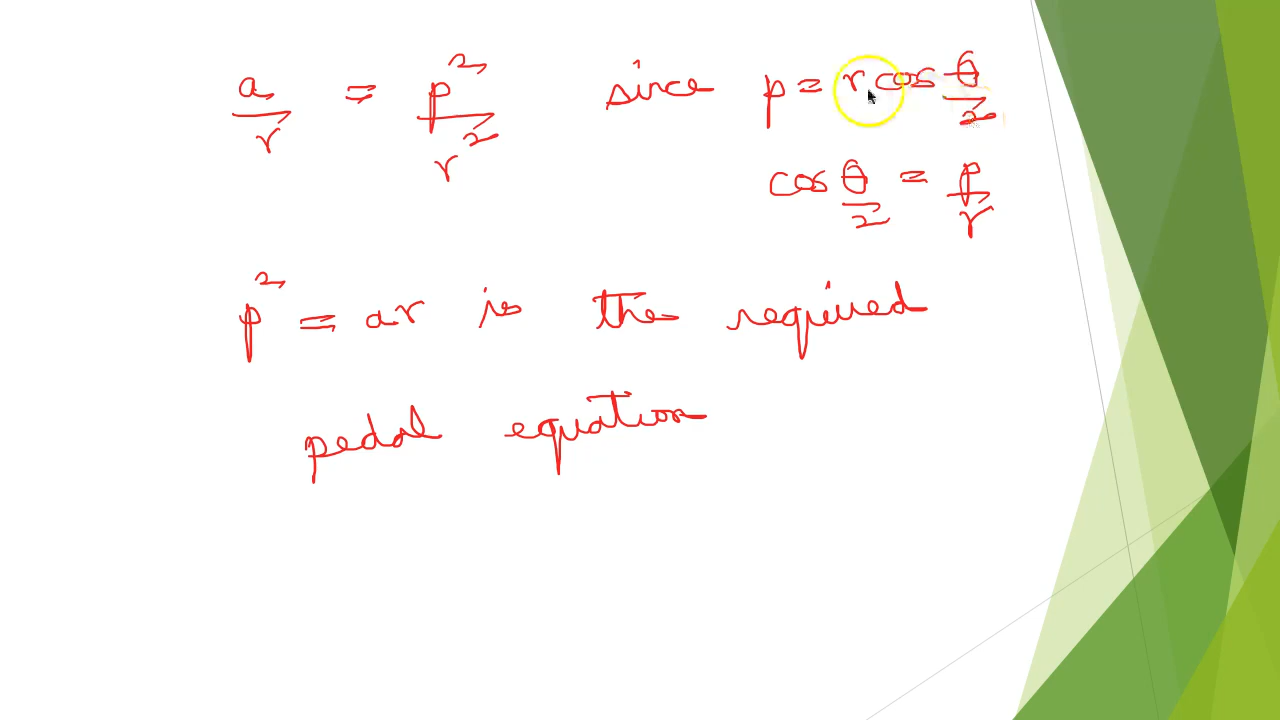 a/r = p²/r² since p = r cos θ/2
cos θ/2 = p/r
p² = ar is the required
pedal equation